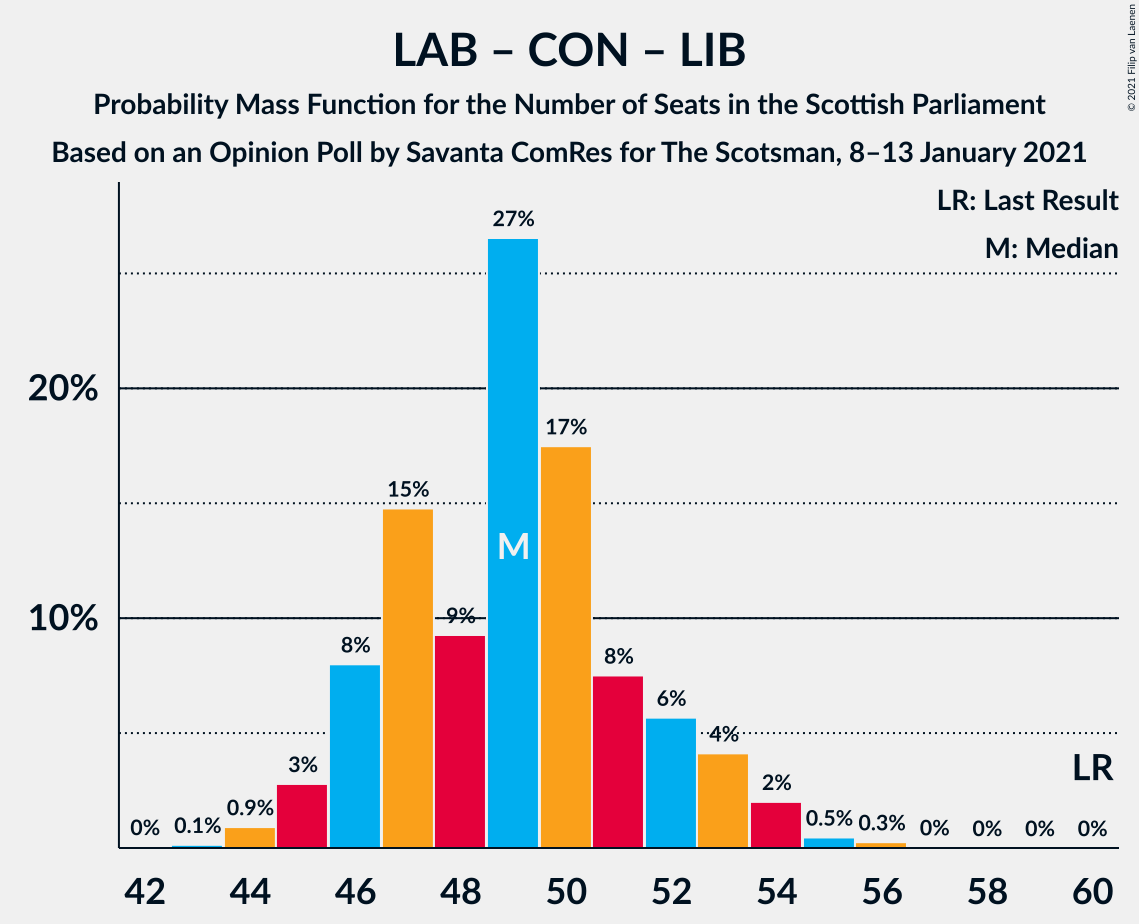 LAB – CON – LIB
Probability Mass Function for the Number of Seats in the Scottish Parliament
Based on an Opinion Poll by Savanta ComRes for The Scotsman, 8–13 January 2021
© 2021 Filip van Laenen
LR: Last Result
M: Median
20%
10%
0%
0.1%
0.9%
3%
8%
15%
9%
27%
M
17%
8%
6%
4%
2%
0.5%
0.3%
0%
0%
0%
LR
0%
42 44 46 48 50 52 54 56 58 60